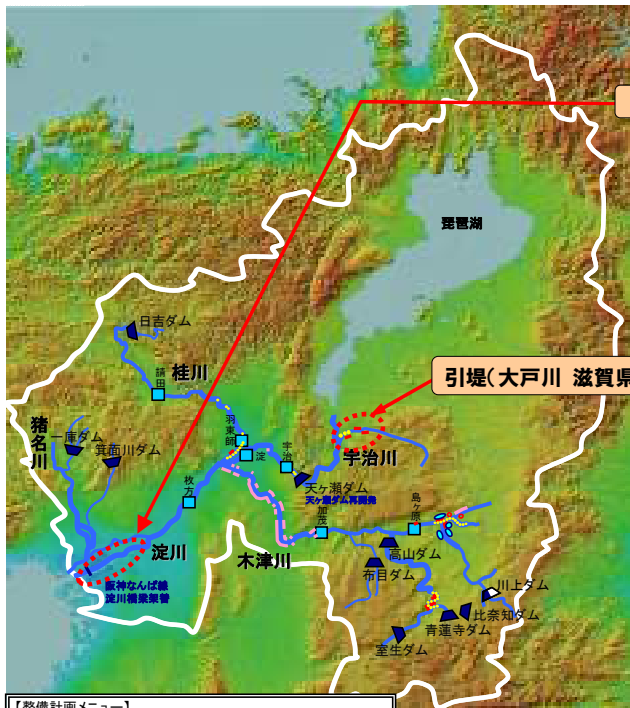 琵琶湖
日吉ダム
請田
桂川
引堤(大戸川 滋賀県
猪名川
一庫ダム
箕面川ダム
羽束師
淀
宇治
宇治川
天ヶ瀬ダム
天ヶ瀬ダム再開発
枚方
島ヶ原
加茂
淀川
木津川
高山ダム
布目ダム
阪神なんば線
淀川橋梁架替
川上ダム
比奈知ダム
青蓮寺ダム
室生ダム
【整備計画メニュー】